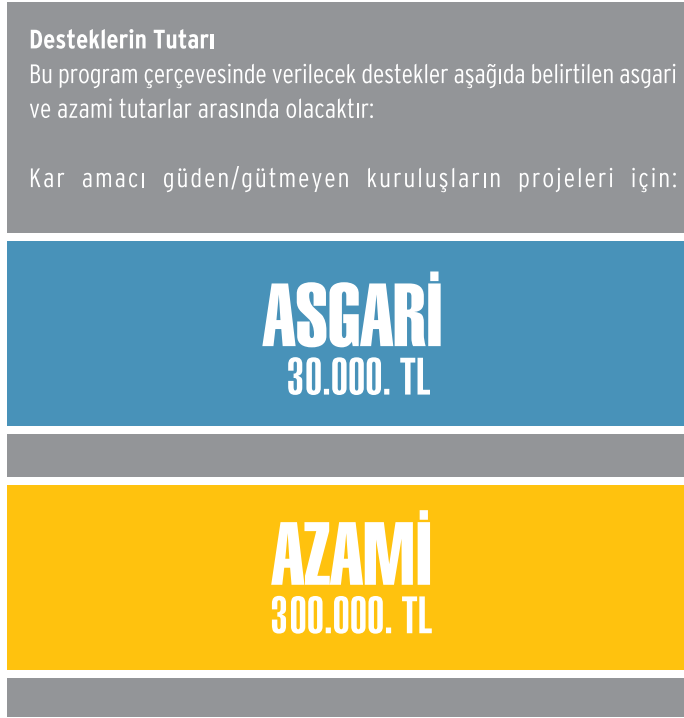 Desteklerin Tutarı
Bu program çerçevesinde verilecek destekler aşağıda belirtilen asgari
ve azami tutarlar arasında olacaktır:
Kar amacı güden/gütmeyen kuruluşların projeleri için:
ASGARİ
30.000. TL
AZAMİ
300.000. TL